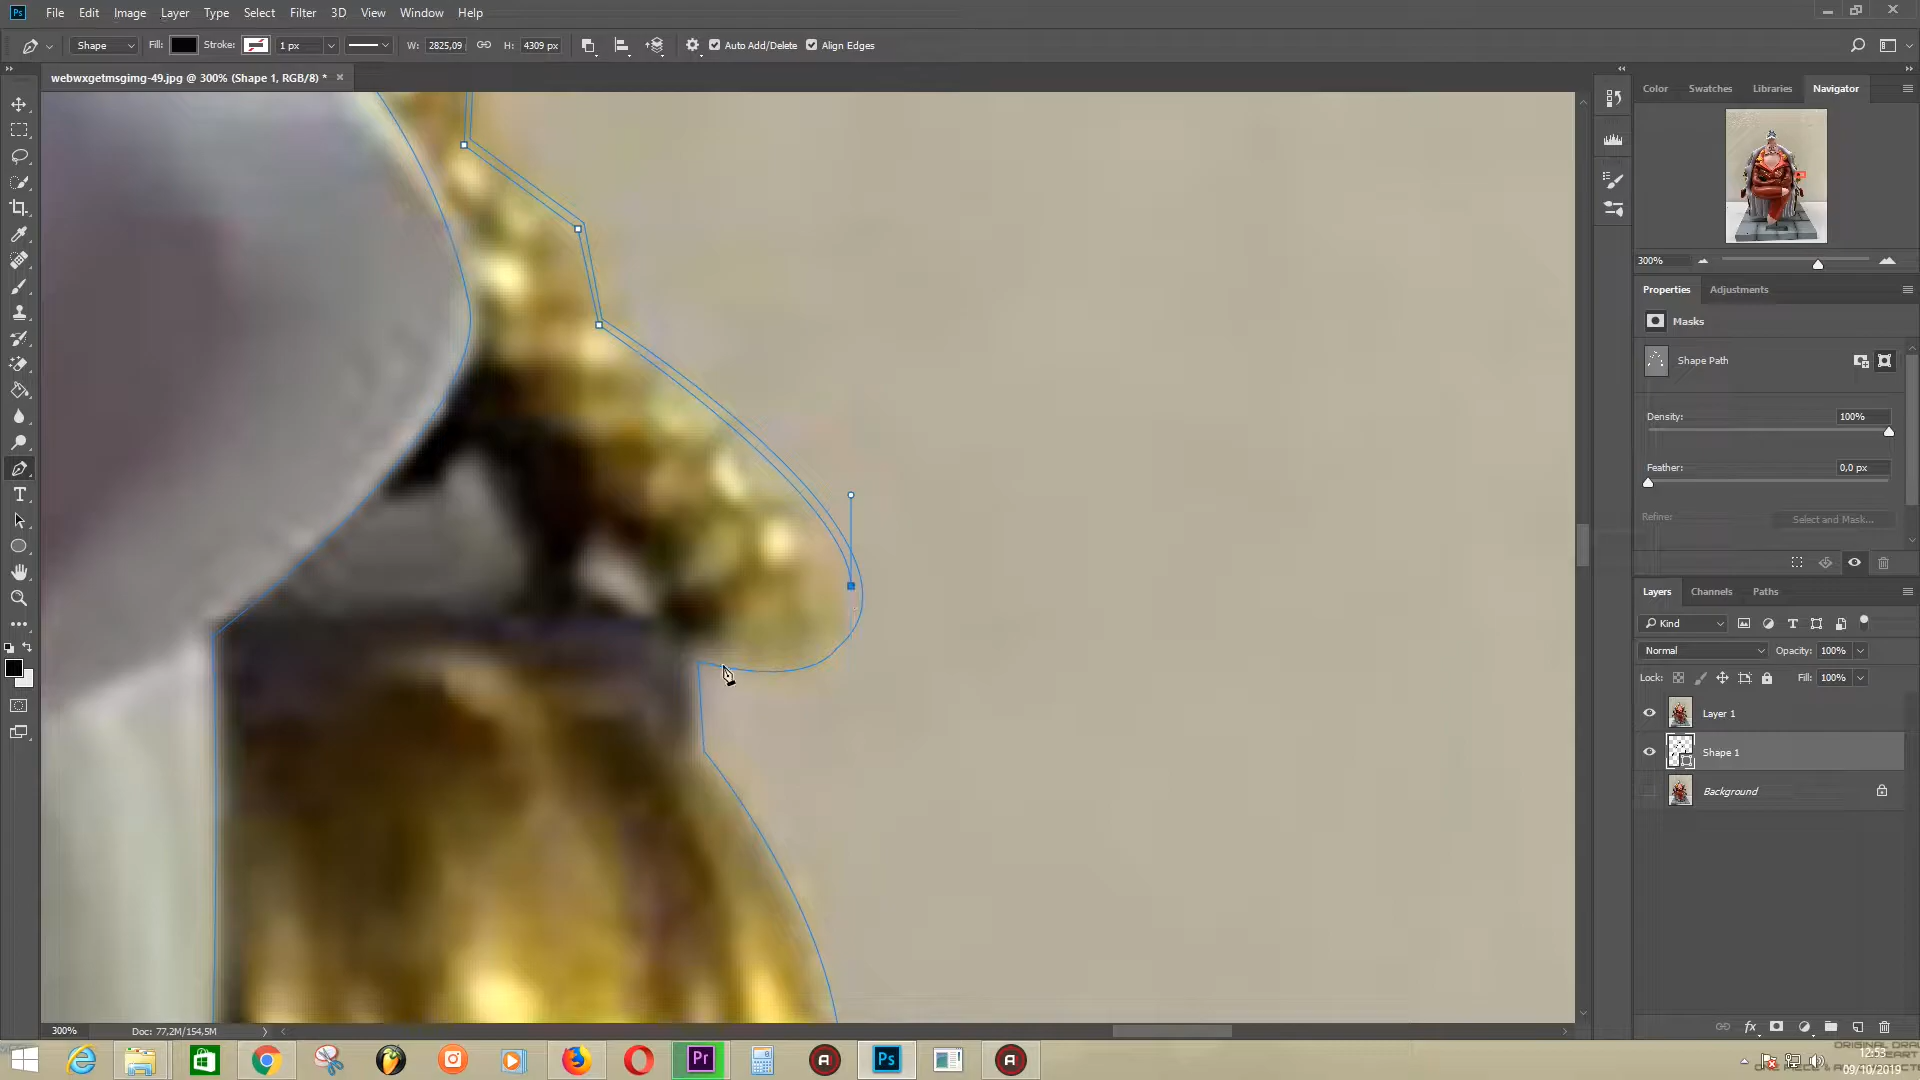 Ps File Edit Image Layer Type Select Filter 3D View Window Help
Shape Fill: Stroke: 1 px W: 2825,09 H: 4309 px Auto Add/Delete Align Edges
webwxgetmsgimg-49.jpg @ 300% (Shape 1, RGB/8) * ×
Color Swatches Libraries Navigator
300%
Properties Adjustments
Masks
Shape Path
Density: 100%
Feather: 0,0 px
Refine: Select and Mask...
Layers Channels Paths
Kind
Normal Opacity: 100%
Lock: Fill: 100%
Layer 1
Shape 1
Background
fx
300% Doc: 77,2M/154,5M
Pr Ps
12:53
09/10/2019